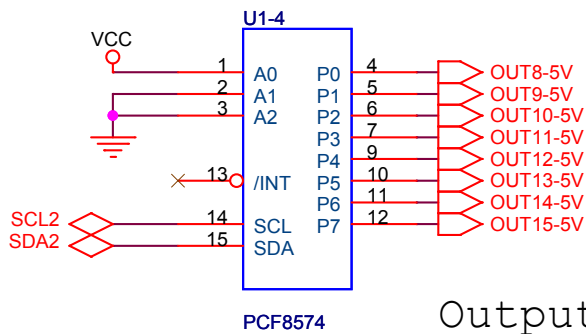 U1-4
VCC
1 A0 P0 4 OUT8-5V
2 A1 P1 5 OUT9-5V
3 A2 P2 6 OUT10-5V
P3 7 OUT11-5V
P4 9 OUT12-5V
13 /INT P5 10 OUT13-5V
P6 11 OUT14-5V
SCL2 14 SCL P7 12 OUT15-5V
SDA2 15 SDA
PCF8574
Output